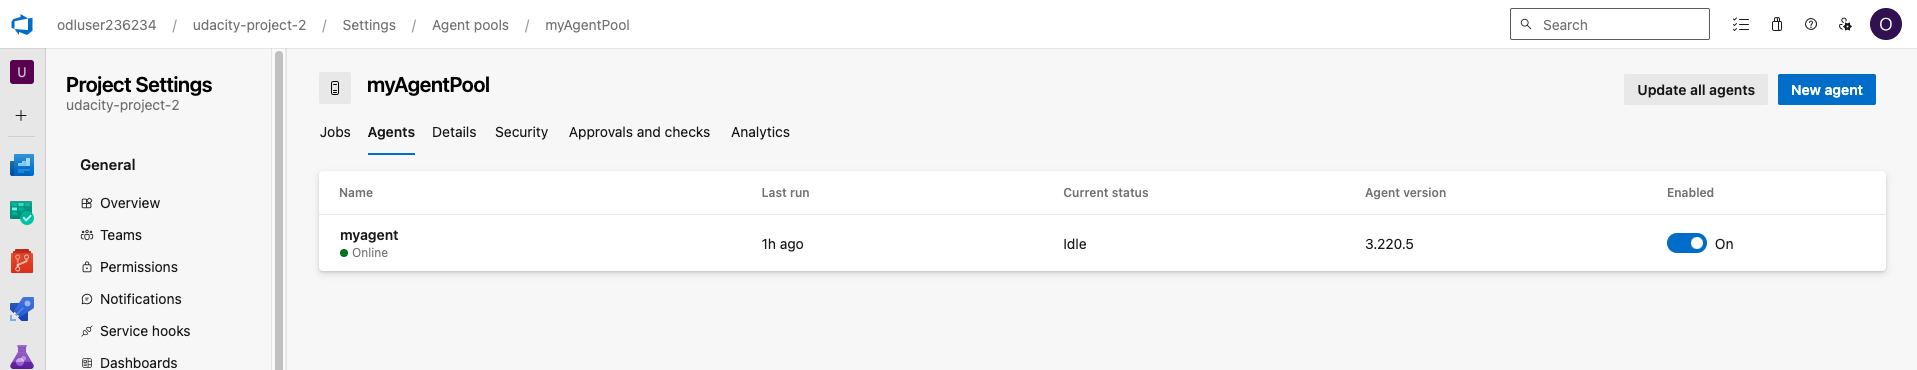 odluser236234 / udacity-project-2 / Settings / Agent pools / myAgentPool
Search
O
U
Project Settings
udacity-project-2
General
Overview
Teams
Permissions
Notifications
Service hooks
Dashboards
myAgentPool
Update all agents
New agent
Jobs Agents Details Security Approvals and checks Analytics
Name Last run Current status Agent version Enabled
myagent
Online
1h ago Idle 3.220.5 On